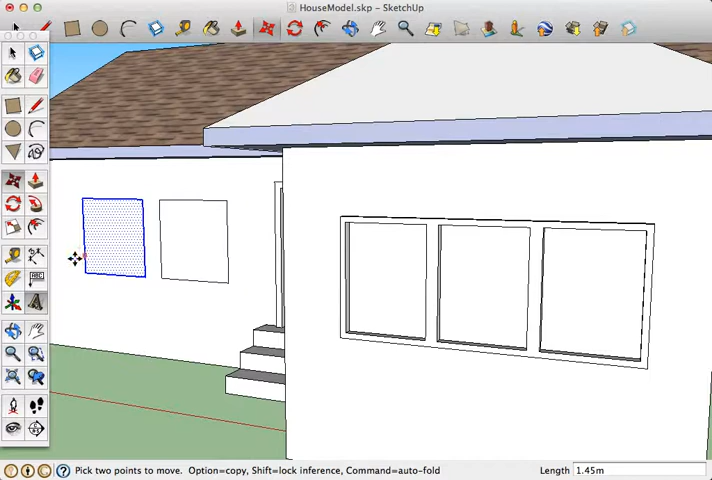 HouseModel.skp - SketchUp
Pick two points to move. Option=copy, Shift=lock inference, Command=auto-fold
Length 1.45m